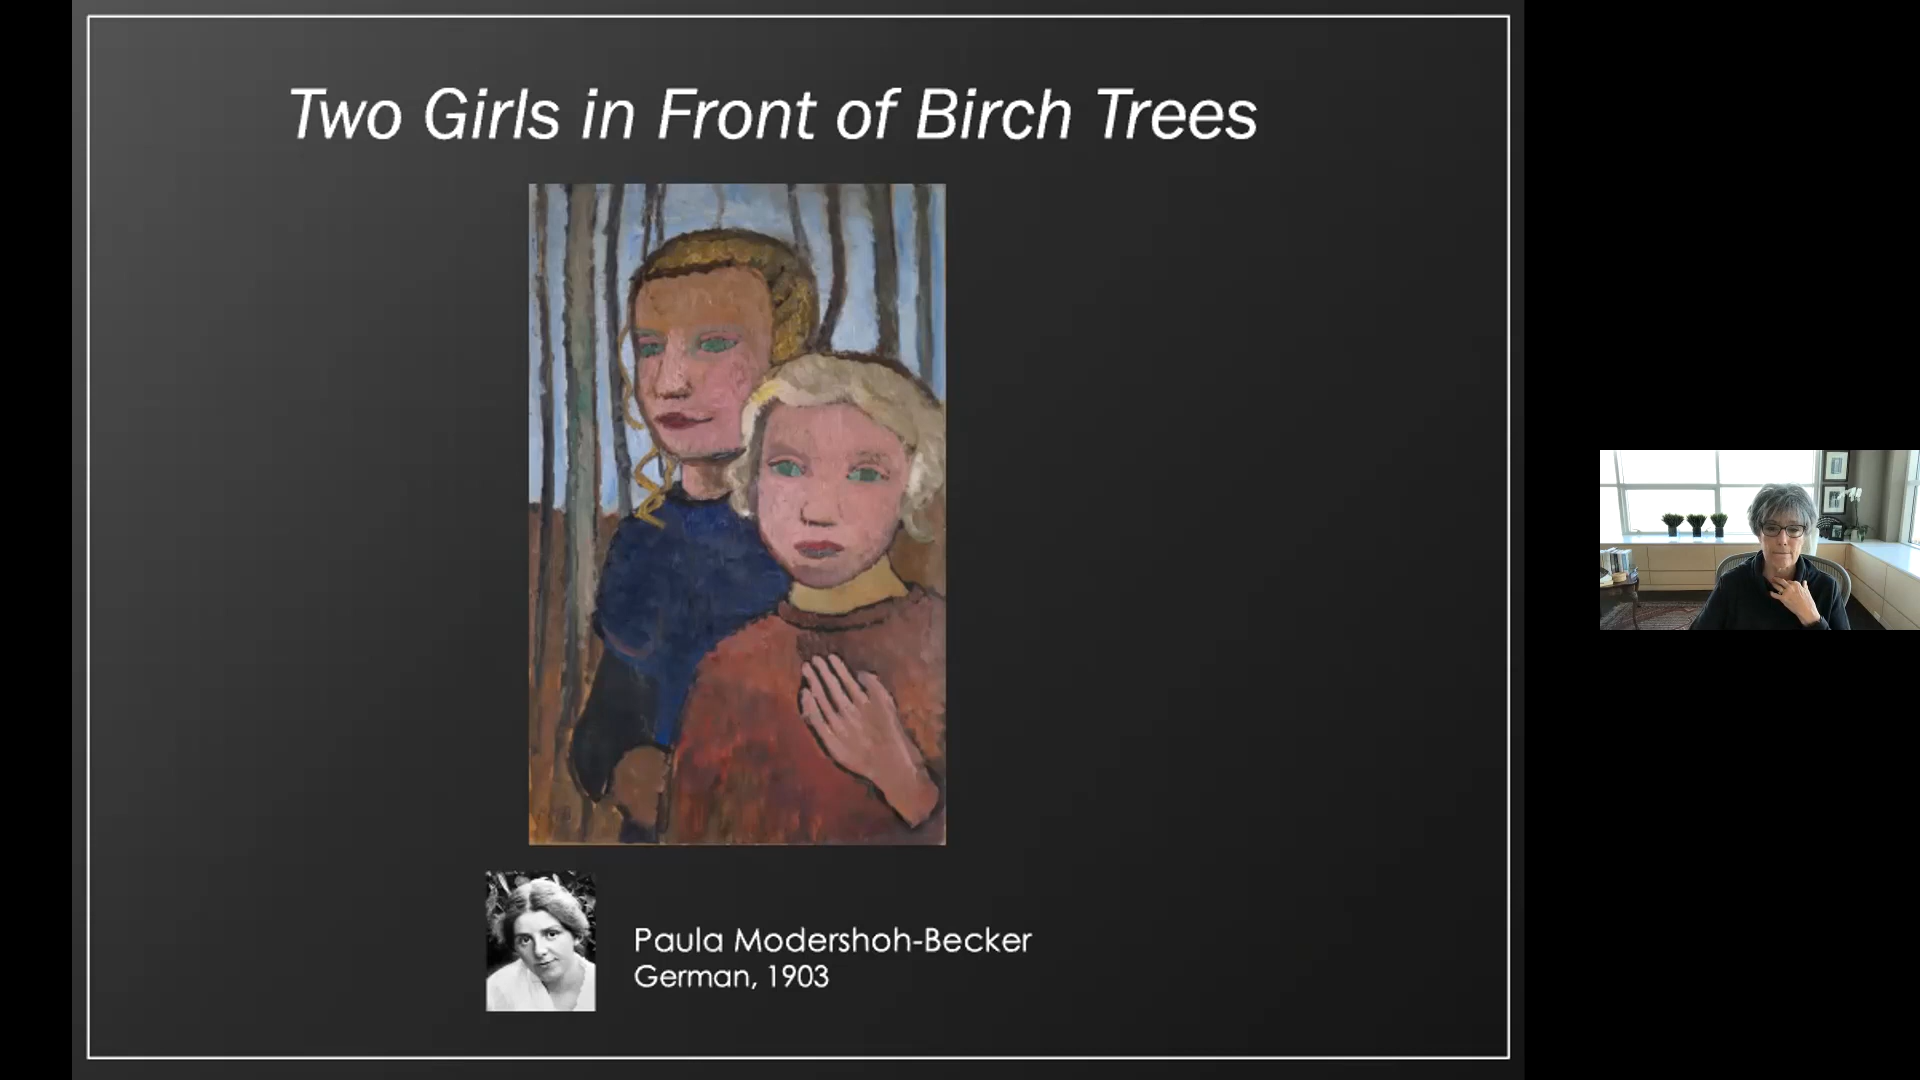 Two Girls in Front of Birch Trees
Paula Modershoh-Becker
German, 1903